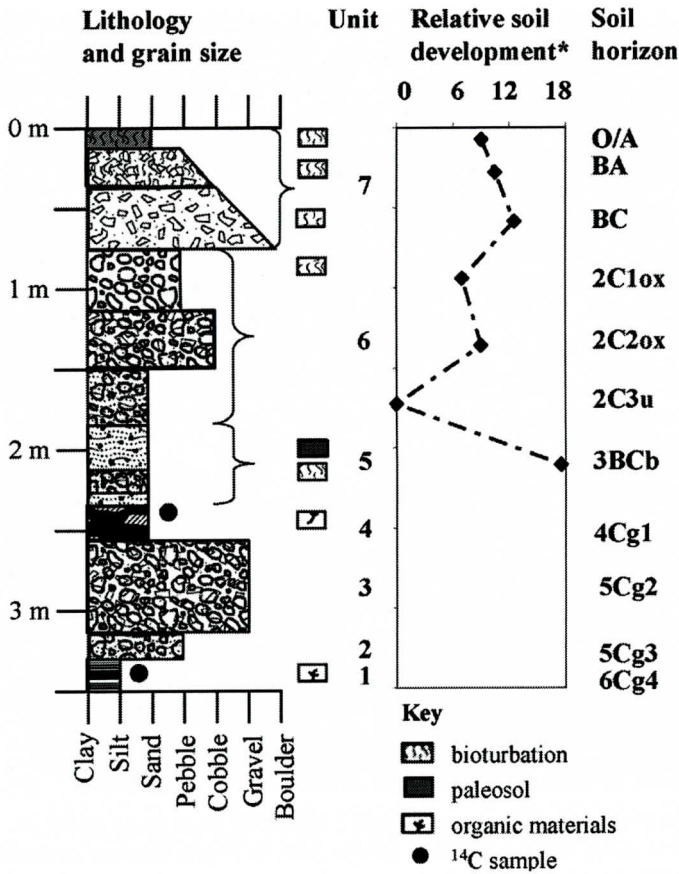 Lithology and grain size
Unit
Relative soil development*
Soil horizon
0 6 12 18
0 m
1 m
2 m
3 m
7
6
5
4
3
2
1
O/A
BA
BC
2C1ox
2C2ox
2C3u
3BCb
4Cg1
5Cg2
5Cg3
6Cg4
Clay
Silt
Sand
Pebble
Cobble
Gravel
Boulder
Key
bioturbation
paleosol
organic materials
14C sample